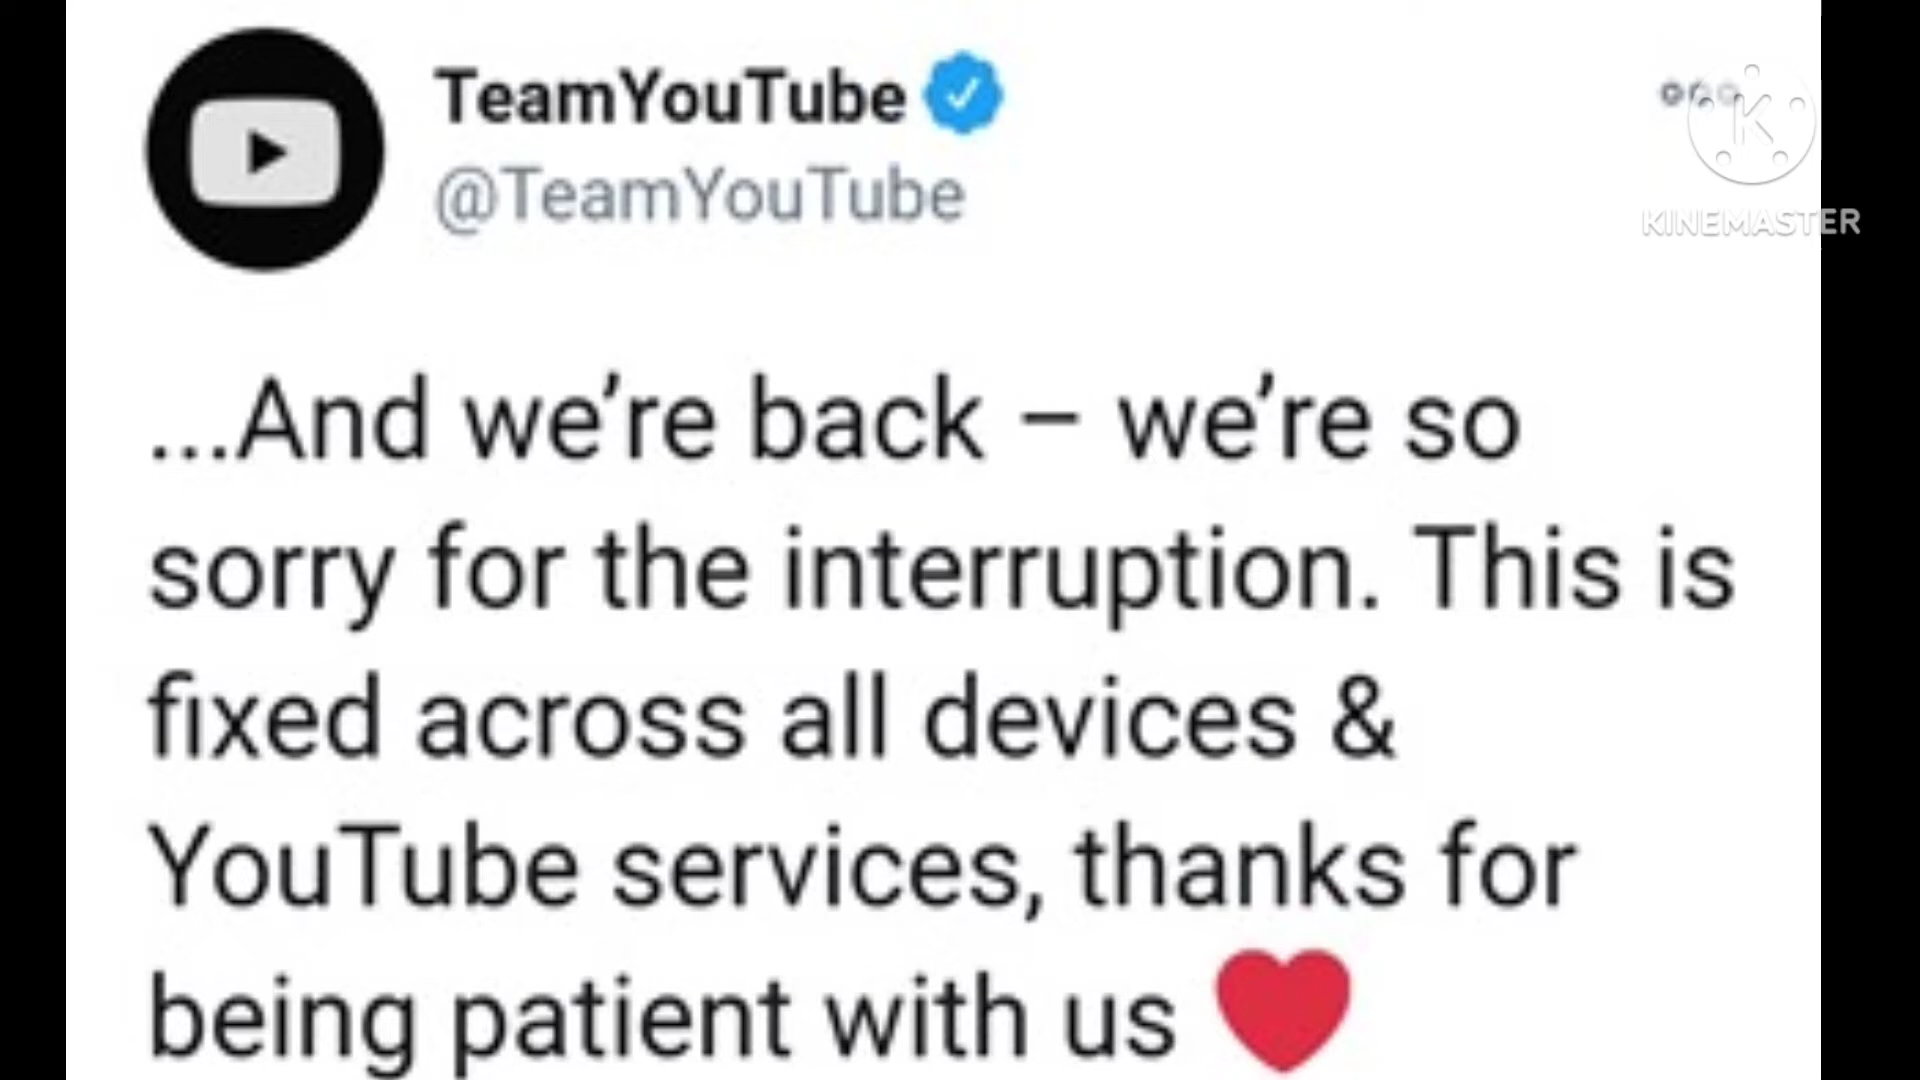 TeamYouTube
@TeamYouTube
KINEMASTER
...And we’re back – we’re so
sorry for the interruption. This is
fixed across all devices &
YouTube services, thanks for
being patient with us ❤